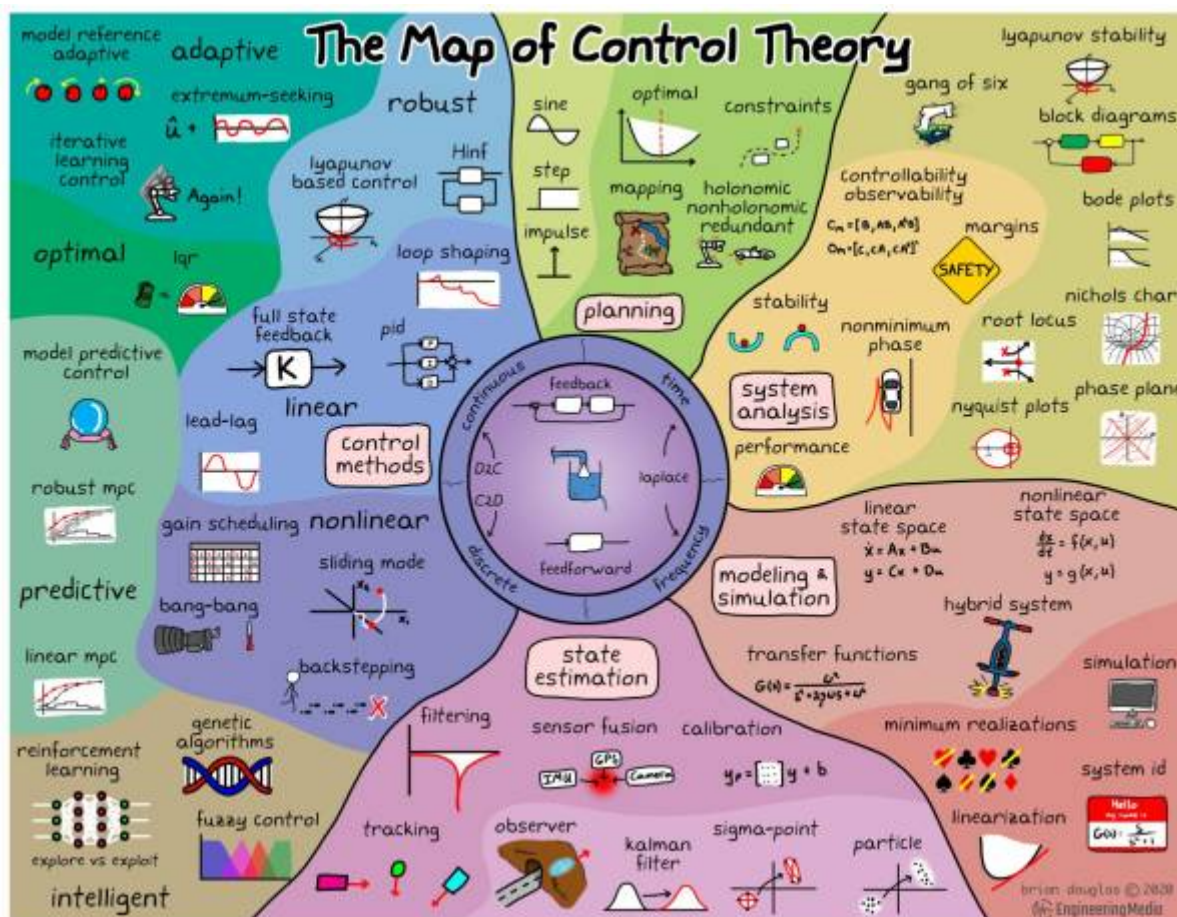 The Map of Control Theory
model reference
adaptive
adaptive
extremum-seeking
û +
iterative
learning
control
Again!
robust
Hinf
lyapunov
based control
loop shaping
optimal
lqr
full state
feedback
K
pid
P
I
D
linear
lead-lag
control
methods
model predictive
control
robust mpc
predictive
linear mpc
gain scheduling
nonlinear
sliding mode
bang-bang
backstepping
X
reinforcement
learning
explore vs exploit
genetic
algorithms
fuzzy control
intelligent
sine
step
impulse
optimal
constraints
mapping
holonomic
nonholonomic
redundant
planning
continuous
time
discrete
frequency
feedback
D2C
C2D
laplace
feedforward
lyapunov stability
gang of six
block diagrams
controllability
observability
margins
SAFETY
bode plots
stability
nonminimum
phase
root locus
nichols chart
system
analysis
nyquist plots
phase plane
performance
linear
state space
ẋ = Ax + Bu
y = Cx + Du
nonlinear
state space
dx/dt = f(x, u)
y = g(x, u)
modeling &
simulation
hybrid system
transfer functions
simulation
minimum realizations
system id
Hello
linearization
state
estimation
filtering
sensor fusion
IMU
GPS
Camera
calibration
tracking
observer
kalman
filter
sigma-point
particle
brian douglas © 2020
EngineeringMedia